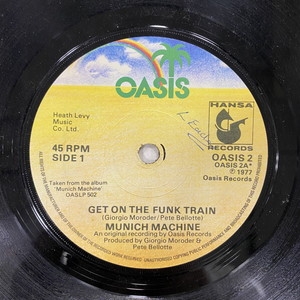 OASIS
Heath Levy
Music
Co. Ltd.
HANSA
RECORDS
45 RPM
SIDE 1
OASIS 2
OASIS 2A*
℗ 1977
Oasis Records
Taken from the album
'Munich Machine'
OASLP 502
GET ON THE FUNK TRAIN
(Giorgio Moroder/Pete Bellotte)
MUNICH MACHINE
An original recording by Oasis Records
Produced by Giorgio Moroder &
Pete Bellotte